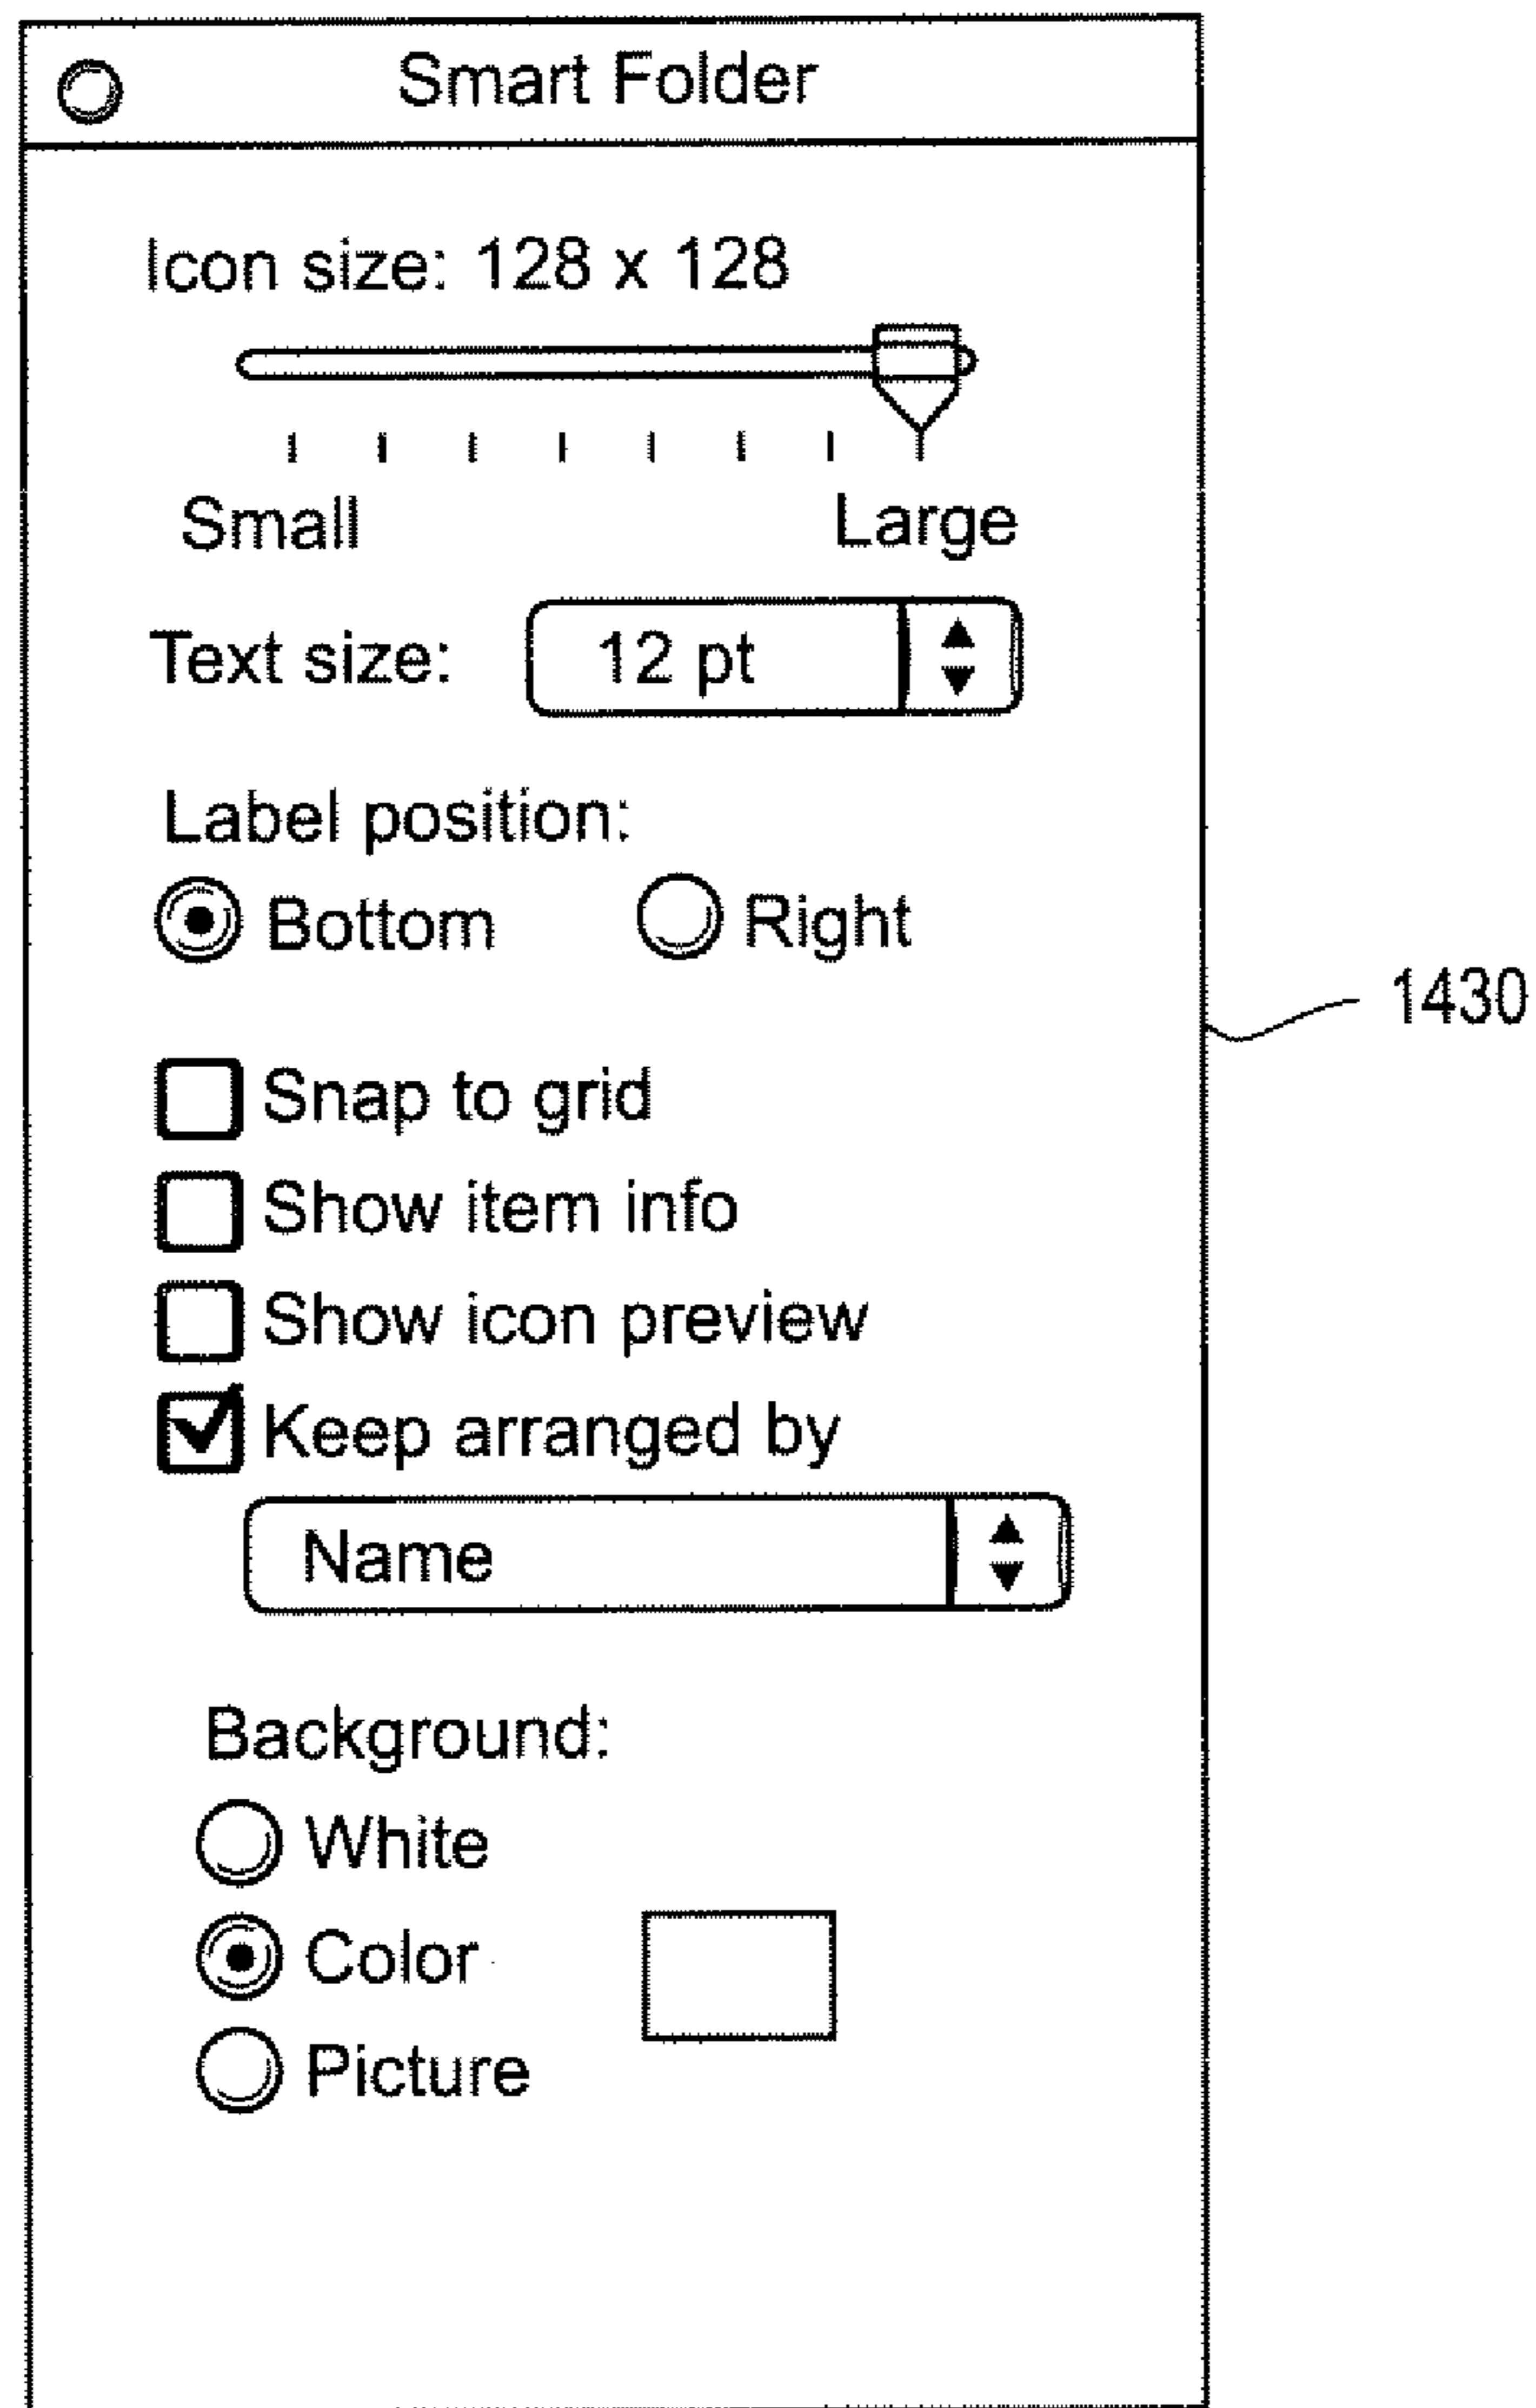 Smart Folder
Icon size: 128 x 128
Small Large
Text size: 12 pt
Label position:
Bottom Right
1430
Snap to grid
Show item info
Show icon preview
Keep arranged by
Name
Background:
White
Color
Picture